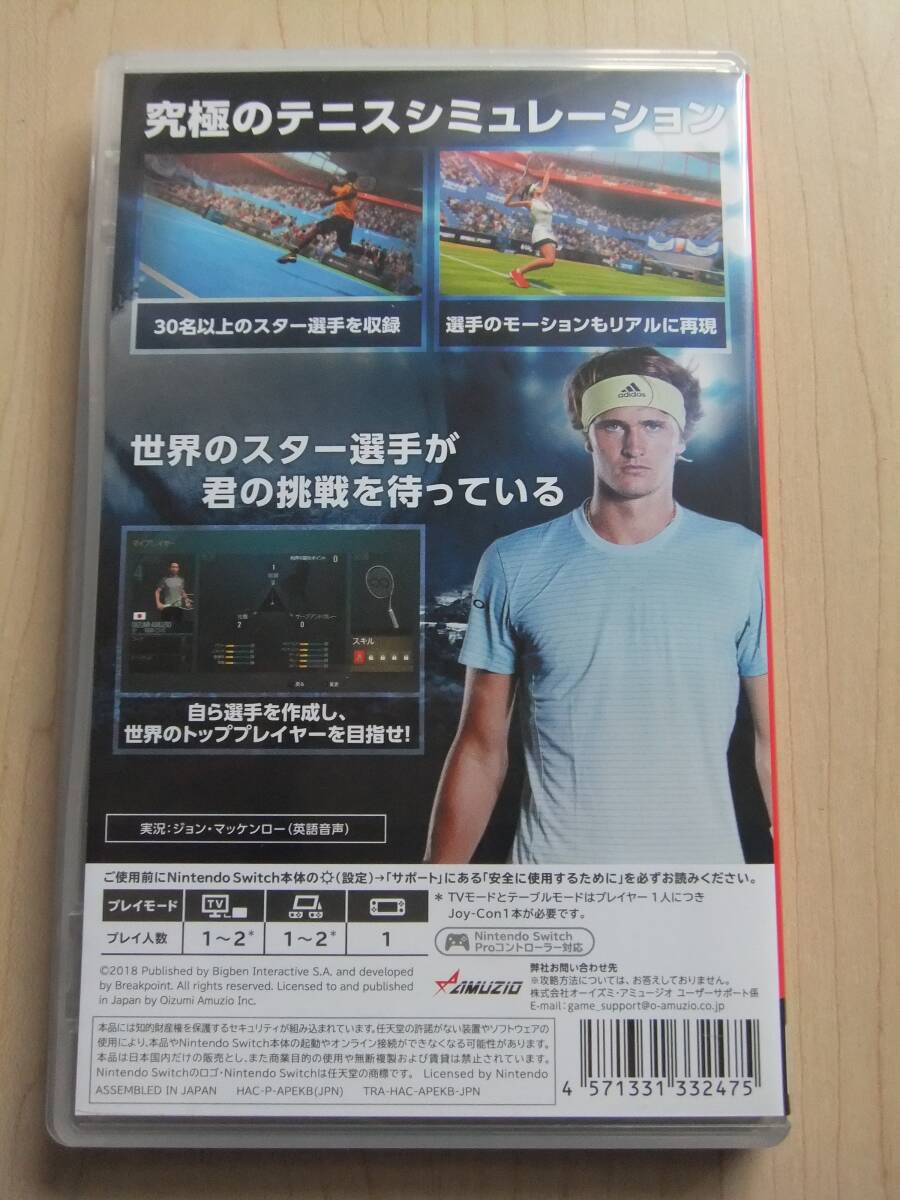 究極のテニスシミュレーション
30名以上のスター選手を収録
選手のモーションもリアルに再現
adidas
世界のスター選手が
君の挑戦を待っている
マイプレイヤー
4
0
1
2
0
スキル
戻る
変更
自ら選手を作成し、
世界のトッププレイヤーを目指せ!
実況：ジョン・マッケンロー（英語音声）
ご使用前にNintendo Switch本体の(設定)→「サポート」にある「安全に使用するために」を必ずお読みください。
プレイモード TV
プレイ人数 1～2* 1～2* 1
* TVモードとテーブルモードはプレイヤー1人につき
Joy-Con1本が必要です。
Nintendo Switch
Proコントローラー対応
©2018 Published by Bigben Interactive S.A. and developed
by Breakpoint. All rights reserved. Licensed to and published
in Japan by Oizumi Amuzio Inc.
AMUZIO
弊社お問い合わせ先
※攻略方法については、お答えしておりません。
株式会社オーイズミ・アミュージオ ユーザーサポート係
E-mail：game_support@o-amuzio.co.jp
本品には知的財産権を保護するセキュリティが組み込まれています。任天堂の許諾がない装置やソフトウェアの
使用により、本品やNintendo Switch本体の起動やオンライン接続ができなくなる可能性があります。
本品は日本国内だけの販売とし、また商業目的の使用や無断複製および賃貸は禁止されています。
Nintendo Switchのロゴ・Nintendo Switchは任天堂の商標です。 Licensed by Nintendo
ASSEMBLED IN JAPAN HAC-P-APEKB(JPN) TRA-HAC-APEKB-JPN
4 571331 332475